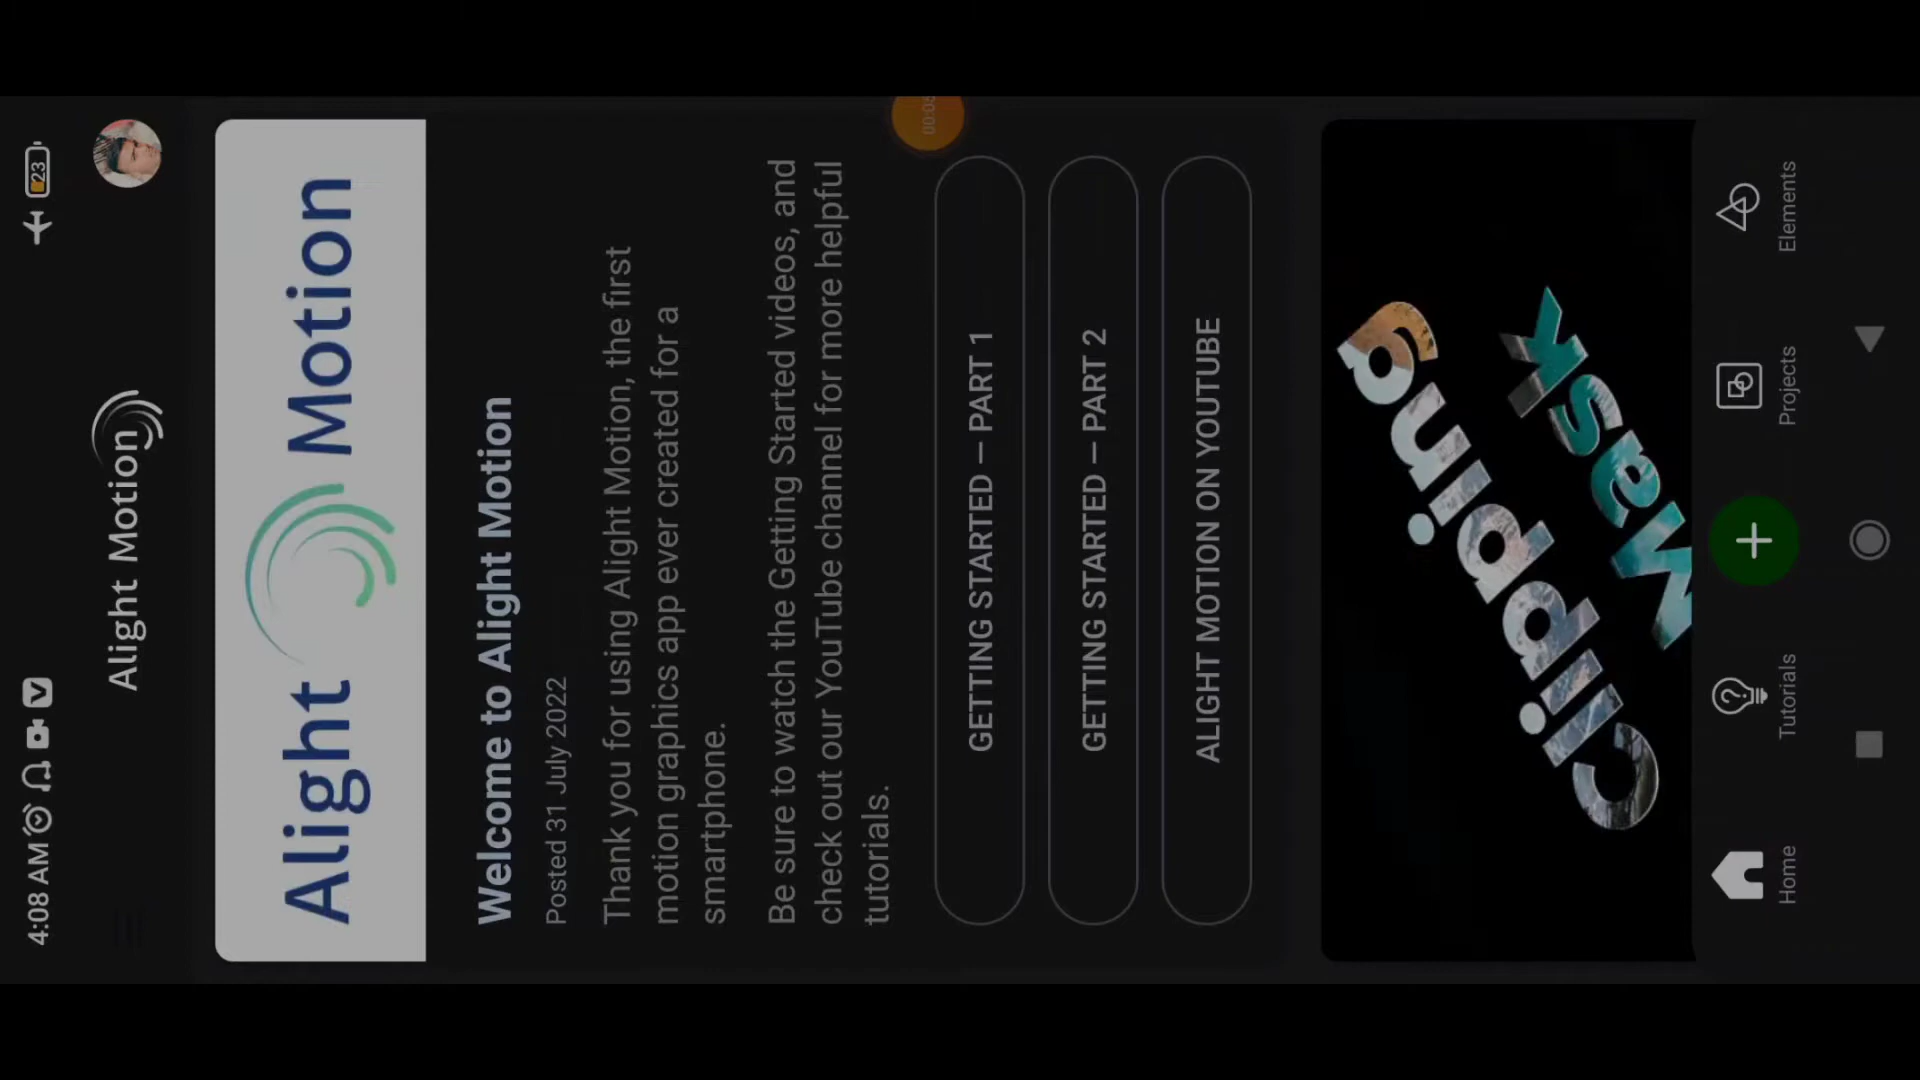 4:08 AM
23
Alight Motion
Alight Motion
Welcome to Alight Motion
Posted 31 July 2022
Thank you for using Alight Motion, the first
motion graphics app ever created for a
smartphone.
Be sure to watch the Getting Started videos, and
check out our YouTube channel for more helpful
tutorials.
00:05
GETTING STARTED – PART 1
GETTING STARTED – PART 2
ALIGHT MOTION ON YOUTUBE
Clipping
Mask
Home
Tutorials
Projects
Elements